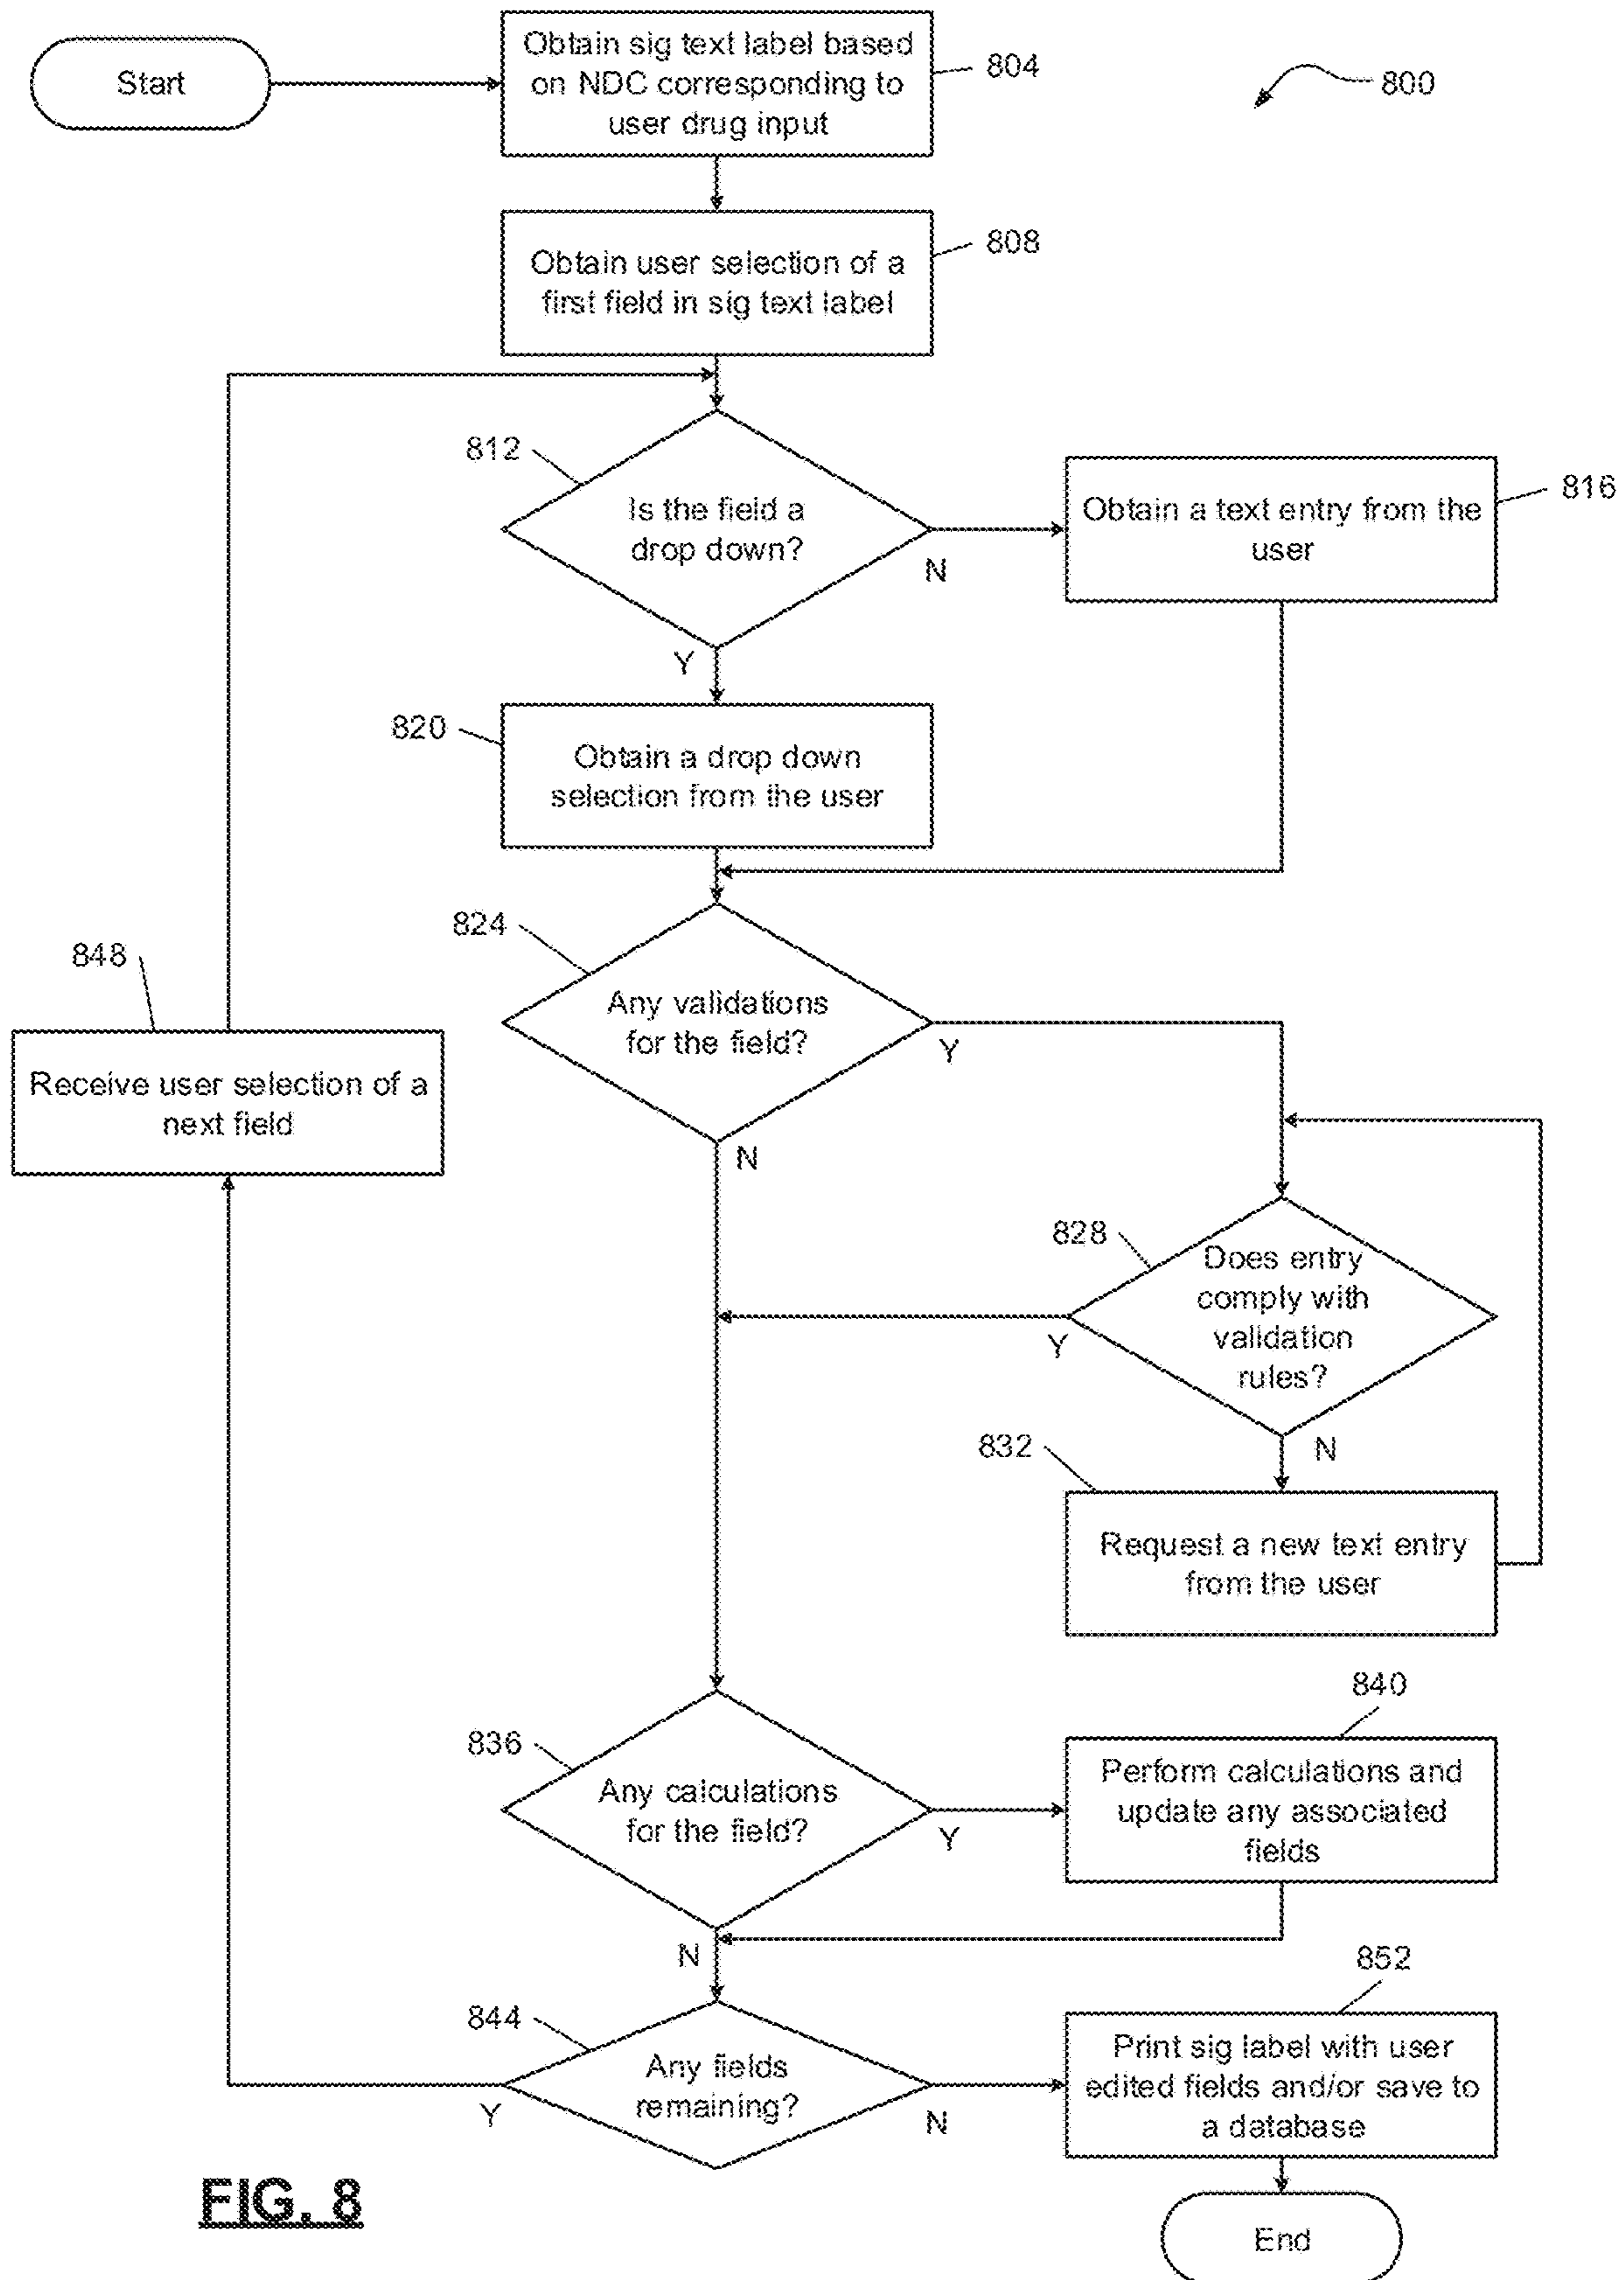 Start
Obtain sig text label based
on NDC corresponding to
user drug input
804
800
Obtain user selection of a
first field in sig text label
808
812
Is the field a
drop down?
N
Y
Obtain a text entry from the
user
816
820
Obtain a drop down
selection from the user
824
Any validations
for the field?
Y
N
848
Receive user selection of a
next field
828
Does entry
comply with
validation
rules?
Y
N
832
Request a new text entry
from the user
836
Any calculations
for the field?
Y
N
840
Perform calculations and
update any associated
fields
844
Any fields
remaining?
Y
N
852
Print sig label with user
edited fields and/or save to
a database
End
FIG. 8